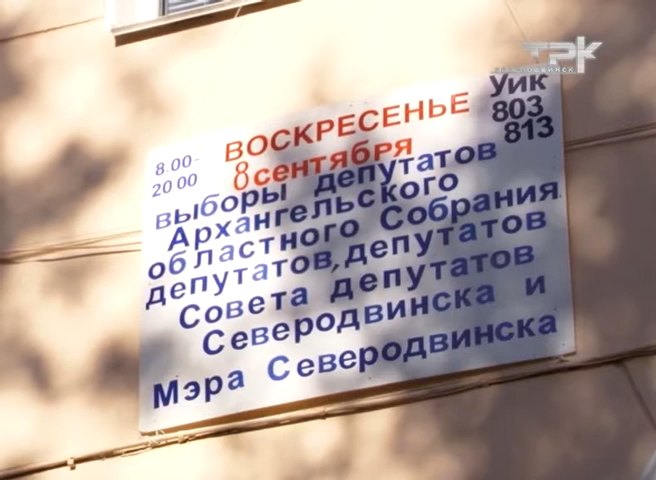 ТРК
СЕВЕРОДВИНСК
8.00-
20 00
ВОСКРЕСЕНЬЕ
8 сентября
Уик
803
813
выборы депутатов
Архангельского
областного Собрания
депутатов, депутатов
Совета депутатов
Северодвинска и
Мэра Северодвинска